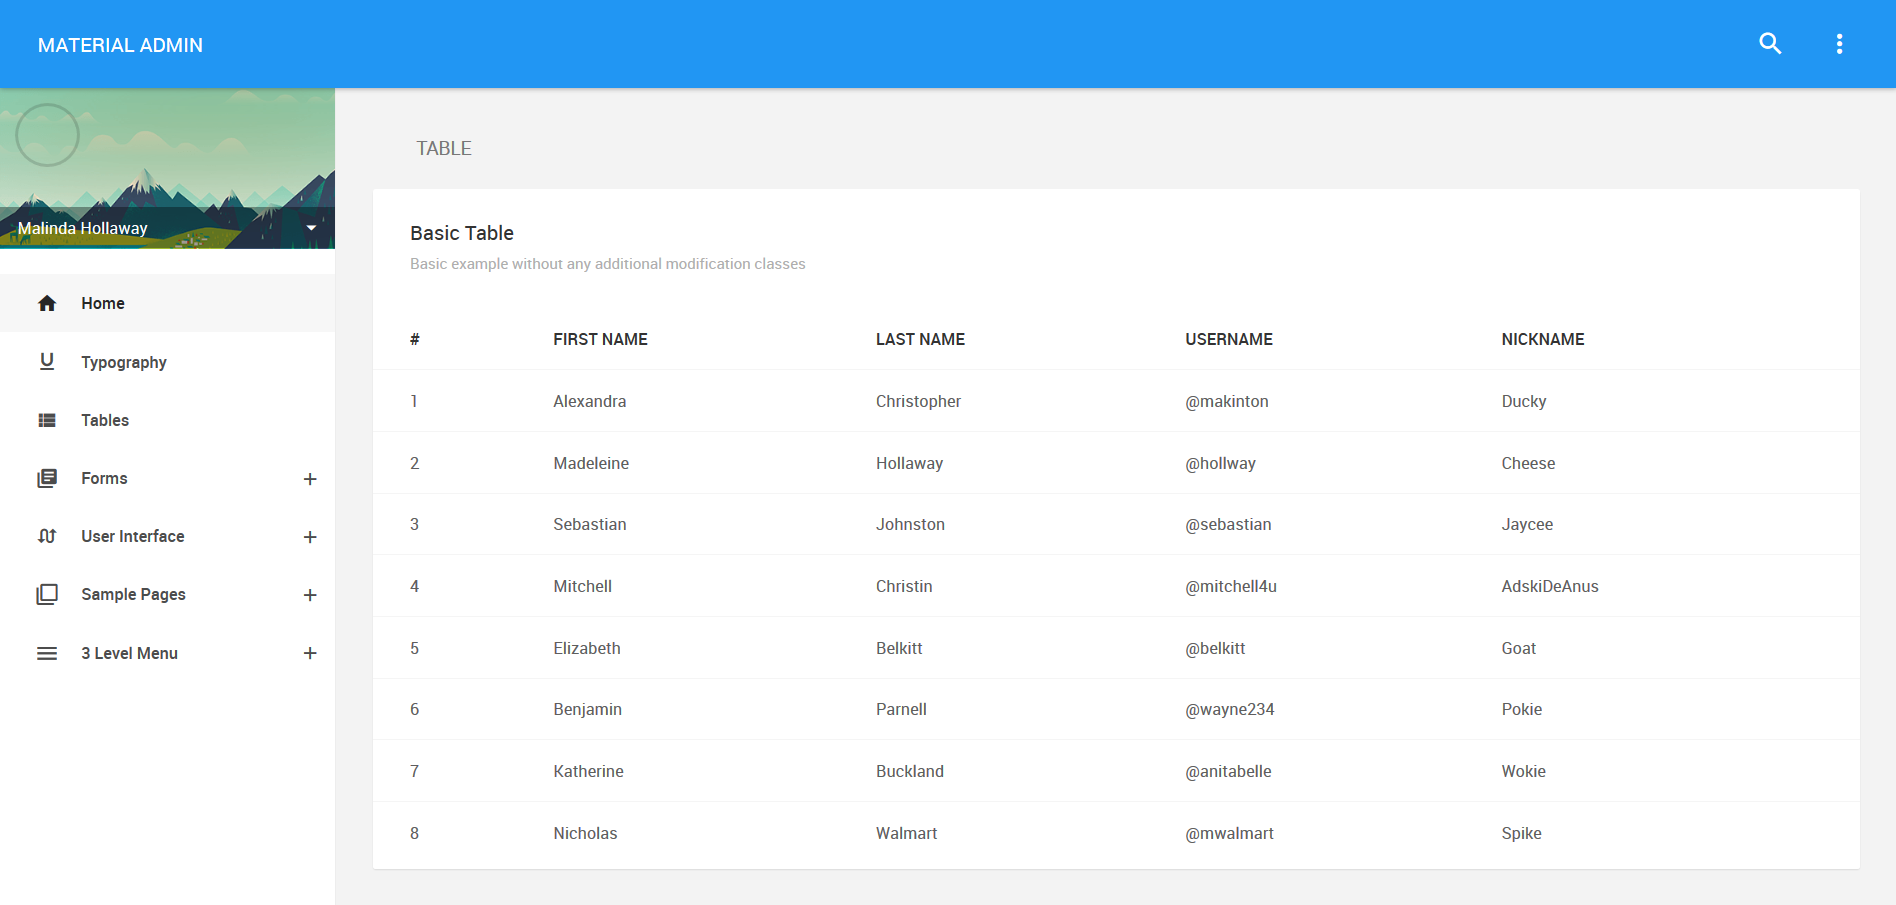 MATERIAL ADMIN
Malinda Hollaway
Home
Typography
Tables
Forms
User Interface
Sample Pages
3 Level Menu
TABLE
Basic Table
Basic example without any additional modification classes
# FIRST NAME LAST NAME USERNAME NICKNAME
1 Alexandra Christopher @makinton Ducky
2 Madeleine Hollaway @hollway Cheese
3 Sebastian Johnston @sebastian Jaycee
4 Mitchell Christin @mitchell4u AdskiDeAnus
5 Elizabeth Belkitt @belkitt Goat
6 Benjamin Parnell @wayne234 Pokie
7 Katherine Buckland @anitabelle Wokie
8 Nicholas Walmart @mwalmart Spike